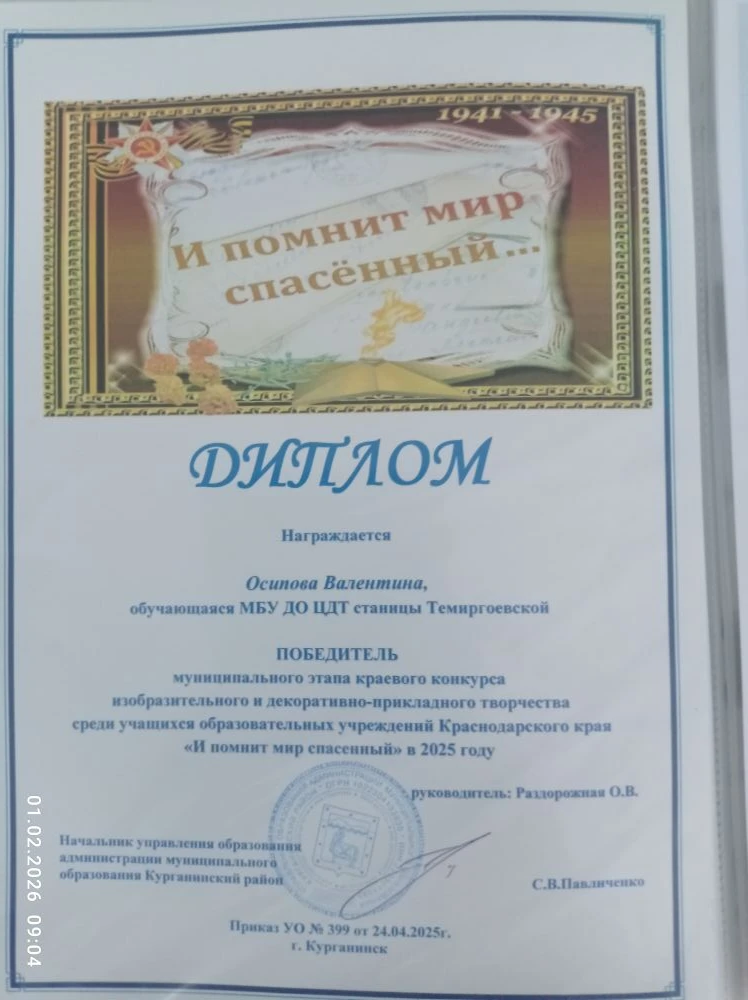 1941 - 1945
И помнит мир
спасённый...
ДИПЛОМ
Награждается
Осипова Валентина,
обучающаяся МБУ ДО ЦДТ станицы Темиргоевской
ПОБЕДИТЕЛЬ
муниципального этапа краевого конкурса
изобразительного и декоративно-прикладного творчества
среди учащихся образовательных учреждений Краснодарского края
«И помнит мир спасенный» в 2025 году
руководитель: Раздорожная О.В.
Начальник управления образования
администрации муниципального
образования Курганинский район
С.В.Павличенко
Приказ УО № 399 от 24.04.2025г.
г. Курганинск
01.02.2026 09:04